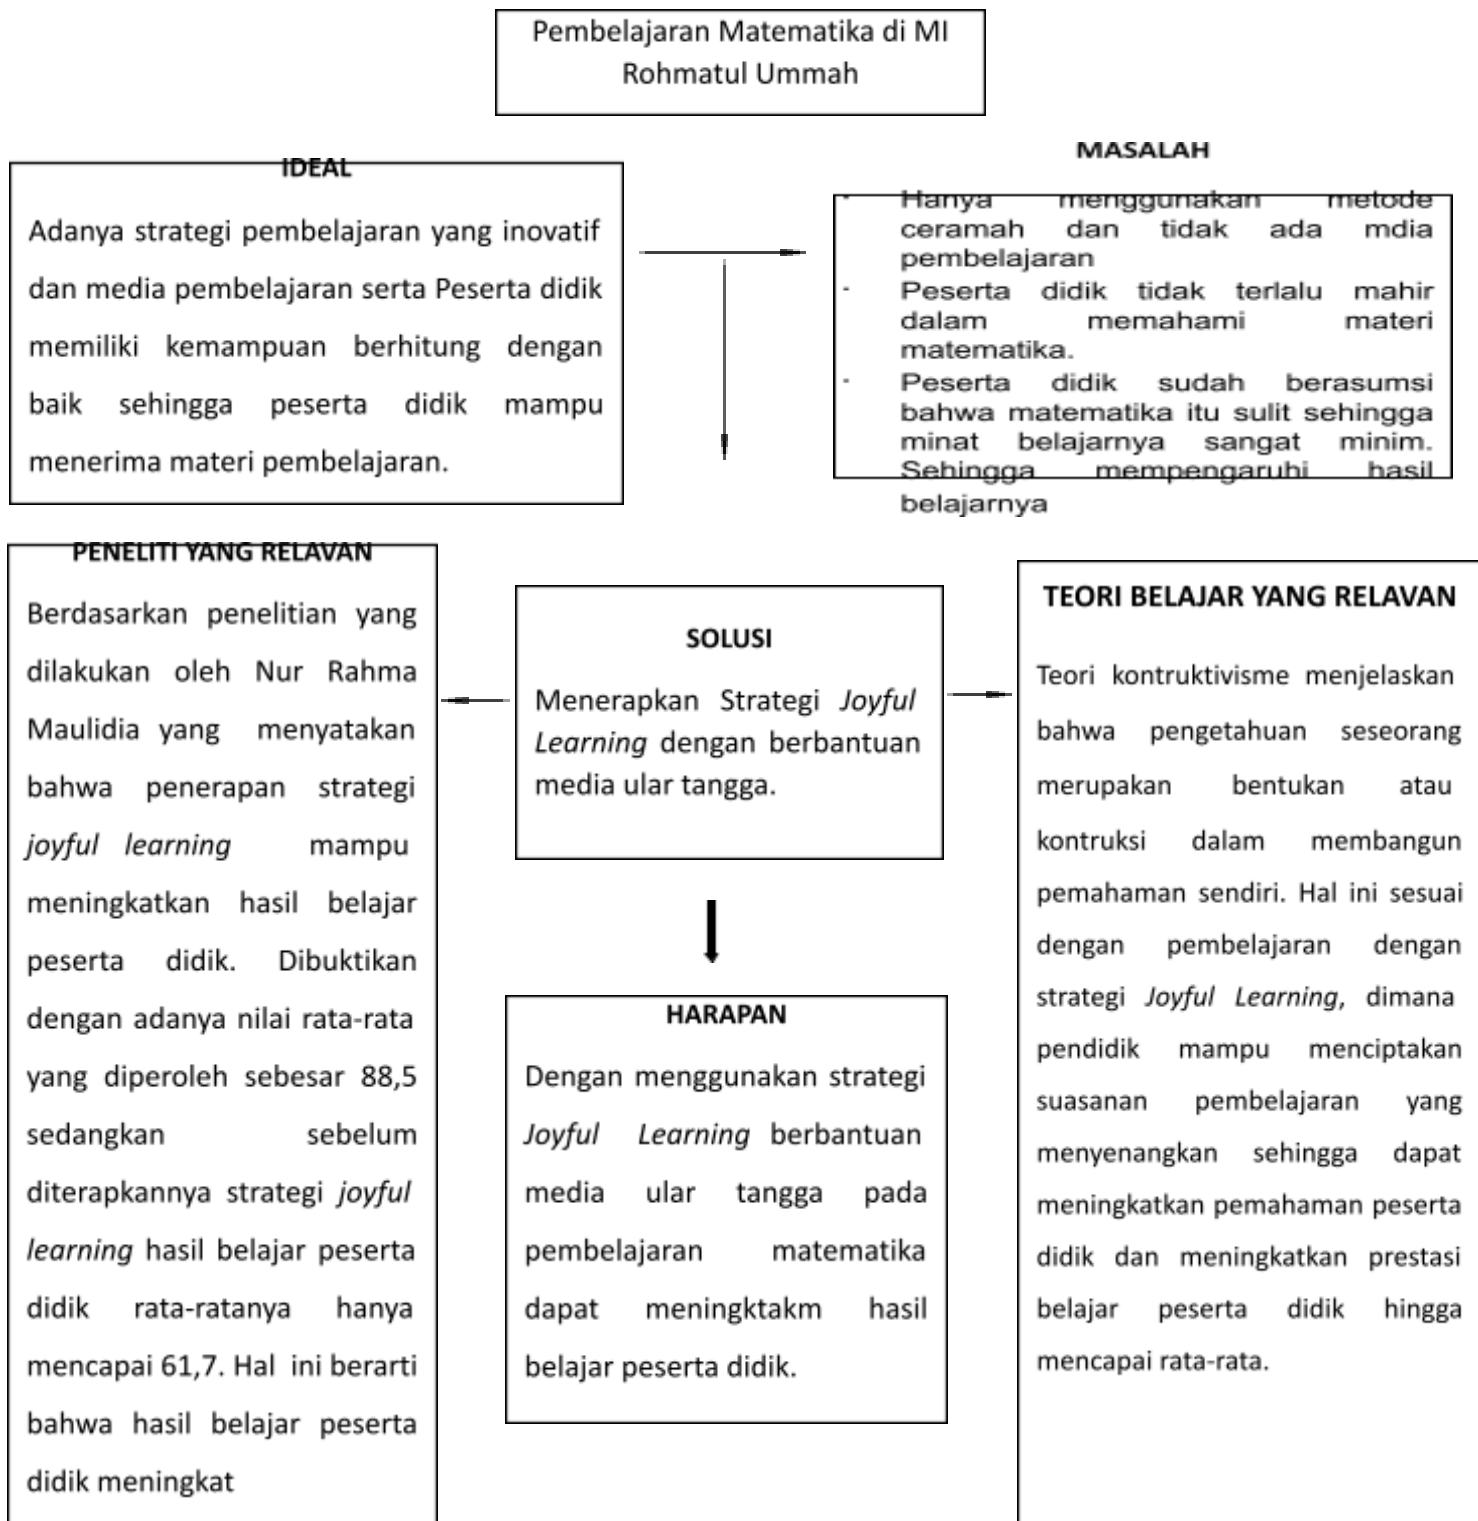 Pembelajaran Matematika di MI
Rohmatul Ummah
IDEAL
Adanya strategi pembelajaran yang inovatif
dan media pembelajaran serta Peserta didik
memiliki kemampuan berhitung dengan
baik sehingga peserta didik mampu
menerima materi pembelajaran.
MASALAH
- Hanya menggunakan metode
ceramah dan tidak ada mdia
pembelajaran
- Peserta didik tidak terlalu mahir
dalam memahami materi
matematika.
- Peserta didik sudah berasumsi
bahwa matematika itu sulit sehingga
minat belajarnya sangat minim.
Sehingga mempengaruhi hasil
belajarnya
PENELITI YANG RELAVAN
Berdasarkan penelitian yang
dilakukan oleh Nur Rahma
Maulidia yang menyatakan
bahwa penerapan strategi
joyful learning mampu
meningkatkan hasil belajar
peserta didik. Dibuktikan
dengan adanya nilai rata-rata
yang diperoleh sebesar 88,5
sedangkan sebelum
diterapkannya strategi joyful
learning hasil belajar peserta
didik rata-ratanya hanya
mencapai 61,7. Hal ini berarti
bahwa hasil belajar peserta
didik meningkat
SOLUSI
Menerapkan Strategi Joyful
Learning dengan berbantuan
media ular tangga.
HARAPAN
Dengan menggunakan strategi
Joyful Learning berbantuan
media ular tangga pada
pembelajaran matematika
dapat meningktakm hasil
belajar peserta didik.
TEORI BELAJAR YANG RELAVAN
Teori kontruktivisme menjelaskan
bahwa pengetahuan seseorang
merupakan bentukan atau
kontruksi dalam membangun
pemahaman sendiri. Hal ini sesuai
dengan pembelajaran dengan
strategi Joyful Learning, dimana
pendidik mampu menciptakan
suasanan pembelajaran yang
menyenangkan sehingga dapat
meningkatkan pemahaman peserta
didik dan meningkatkan prestasi
belajar peserta didik hingga
mencapai rata-rata.